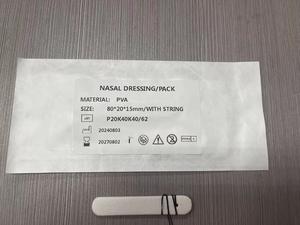 NASAL DRESSING/PACK
MATERIAL: PVA
SIZE: 80*20*15mm/WITH STRING
P20K40K40/62
20240803
20270802